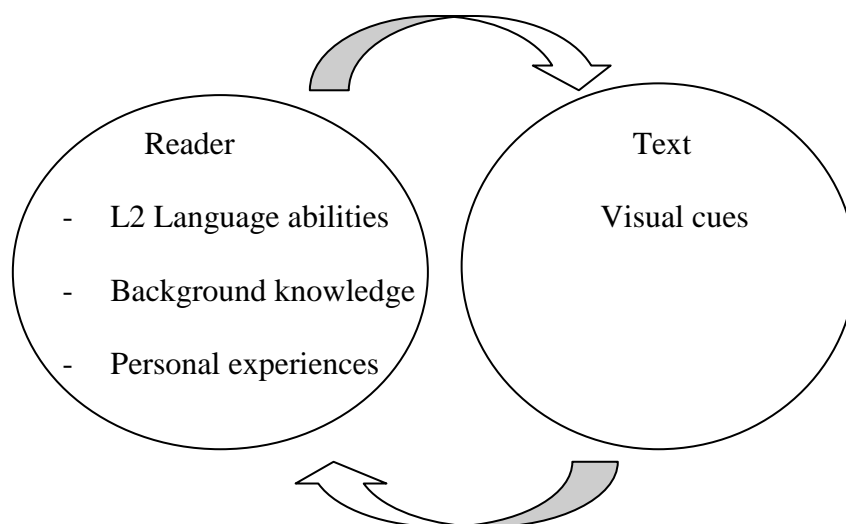 Reader
- L2 Language abilities
- Background knowledge
- Personal experiences
Text
Visual cues